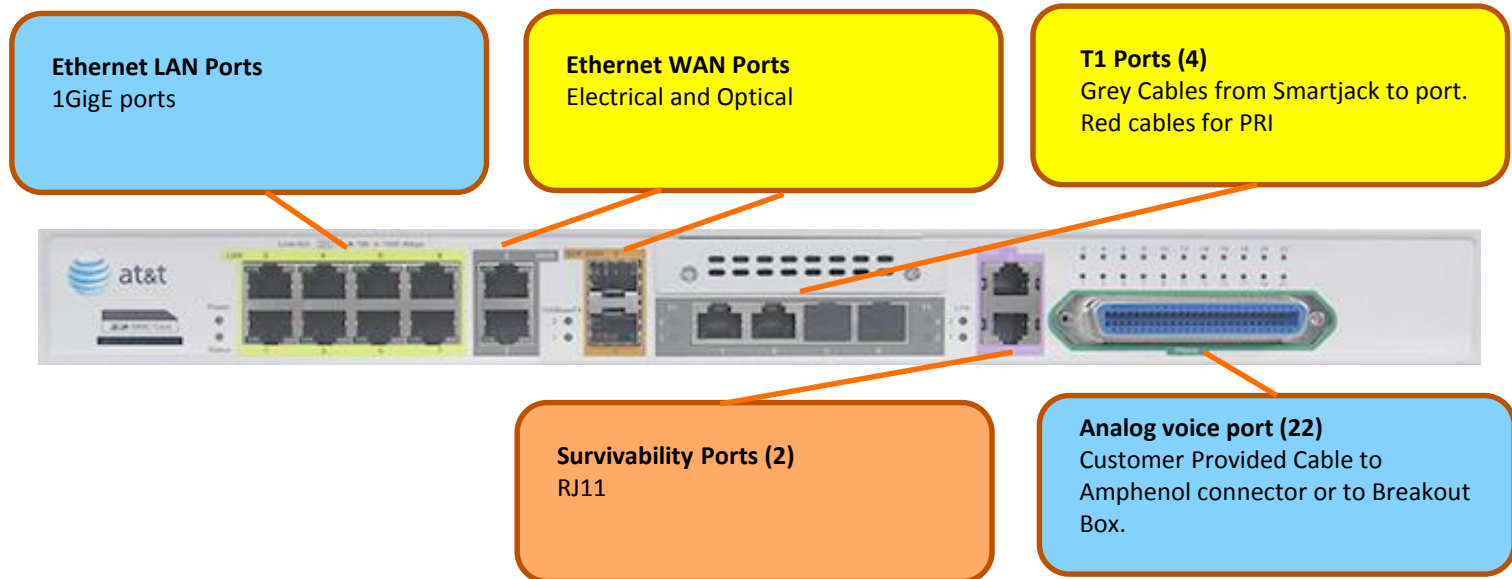 Ethernet LAN Ports
1GigE ports
Ethernet WAN Ports
Electrical and Optical
T1 Ports (4)
Grey Cables from Smartjack to port.
Red cables for PRI
at&t
Survivability Ports (2)
RJ11
Analog voice port (22)
Customer Provided Cable to
Amphenol connector or to Breakout
Box.